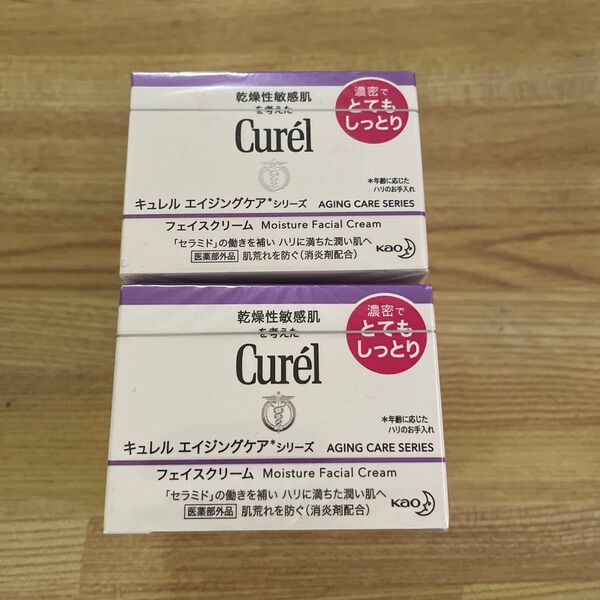 乾燥性敏感肌
を考えた
Curél
濃密で
とても
しっとり
*年齢に応じた
ハリのお手入れ
キュレル エイジングケア*シリーズ AGING CARE SERIES
フェイスクリーム Moisture Facial Cream
「セラミド」の働きを補い ハリに満ちた潤い肌へ
医薬部外品 肌荒れを防ぐ(消炎剤配合)
Kao
乾燥性敏感肌
を考えた
Curél
濃密で
とても
しっとり
*年齢に応じた
ハリのお手入れ
キュレル エイジングケア*シリーズ AGING CARE SERIES
フェイスクリーム Moisture Facial Cream
「セラミド」の働きを補い ハリに満ちた潤い肌へ
医薬部外品 肌荒れを防ぐ(消炎剤配合)
Kao